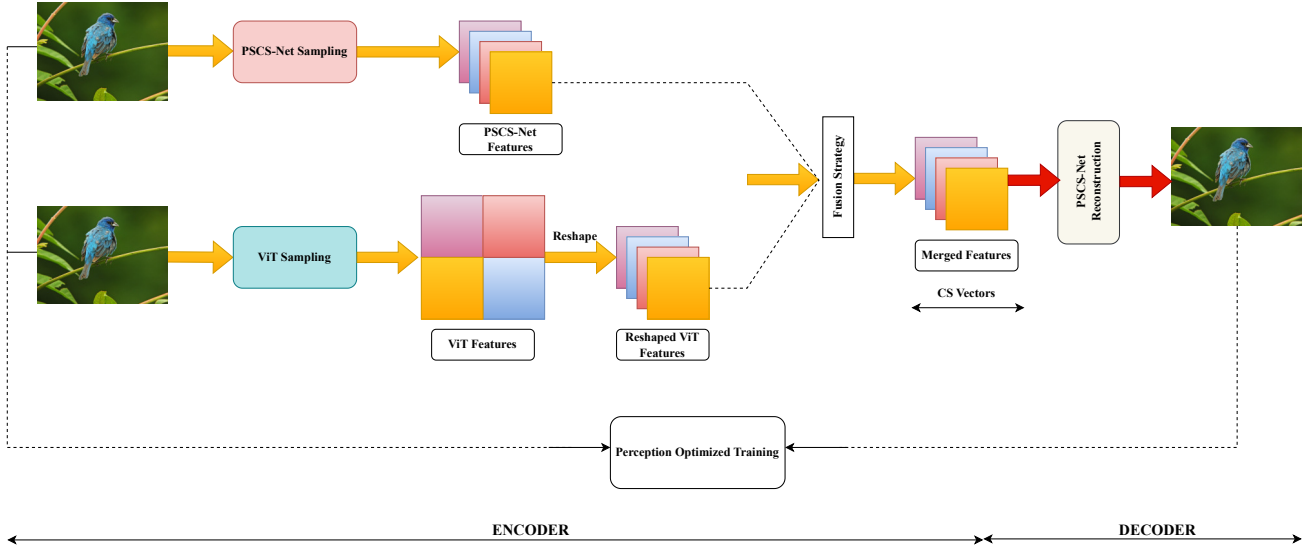 PSCS-Net Sampling
PSCS-Net
Features
ViT Sampling
Reshape
ViT Features
Reshaped ViT
Features
Fusion Strategy
Merged Features
CS Vectors
PSCS-Net
Reconstruction
Perception Optimized Training
ENCODER
DECODER